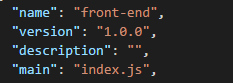 "name": "front-end",
"version": "1.0.0",
"description": "",
"main": "index.js",